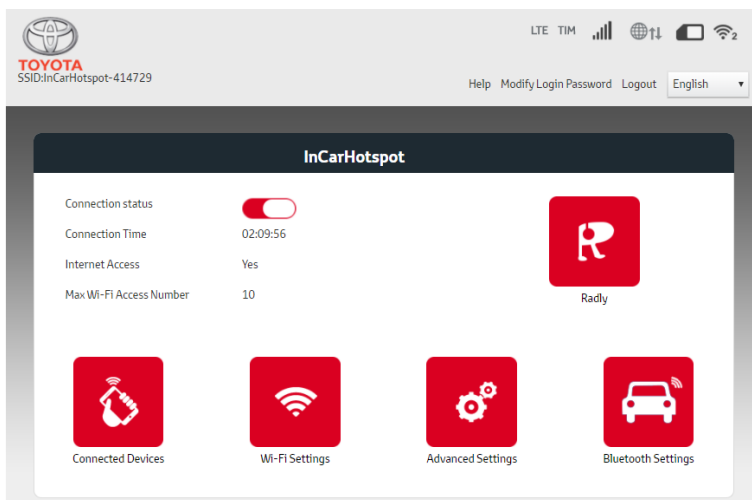 LTE TIM 2
TOYOTA
SSID:InCarHotspot-414729
Help Modify Login Password Logout English
InCarHotspot
Connection status
Connection Time 02:09:56
Internet Access Yes
Max Wi-Fi Access Number 10
R
Radly
Connected Devices Wi-Fi Settings Advanced Settings Bluetooth Settings